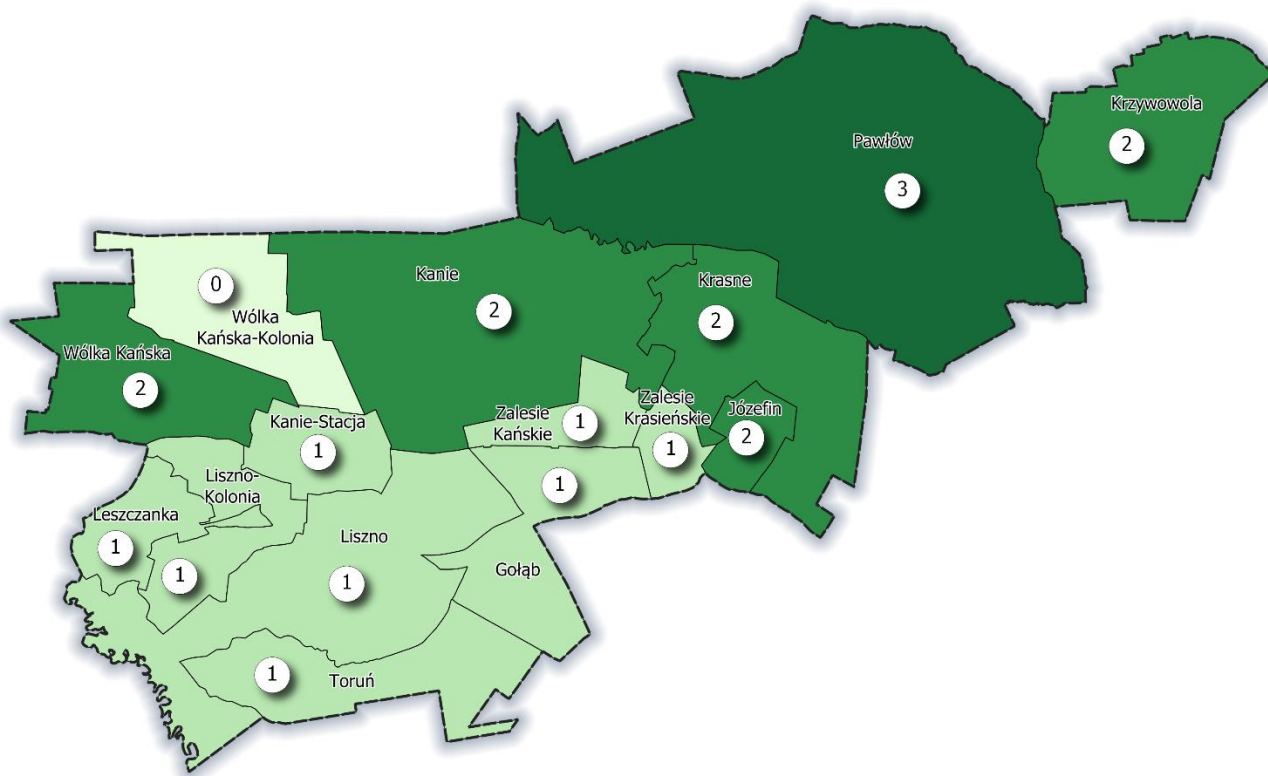 Krzywowola
2
Pawłów
3
Kanie
2
Krasne
2
0
Wólka
Kańska-Kolonia
Wólka Kańska
2
Kanie-Stacja
1
Zalesie
Kańskie
1
Zalesie
Krasieńskie
1
Józefin
2
1
Liszno-
Kolonia
Leszczanka
1
1
Liszno
1
Gołąb
Toruń
1